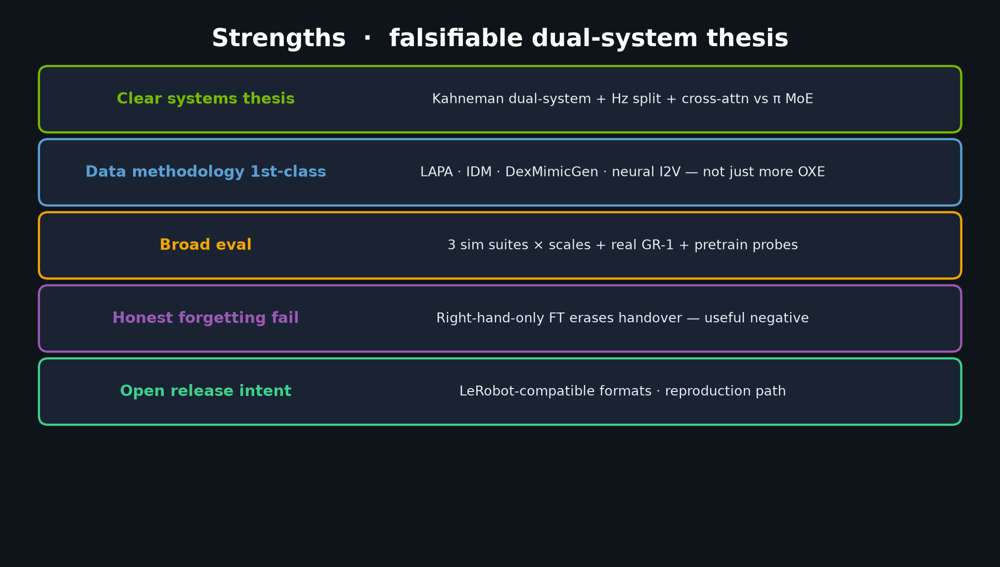 Strengths · falsifiable dual-system thesis
Clear systems thesis
Kahneman dual-system + Hz split + cross-attn vs π MoE
Data methodology 1st-class
LAPA · IDM · DexMimicGen · neural I2V — not just more OXE
Broad eval
3 sim suites × scales + real GR-1 + pretrain probes
Honest forgetting fail
Right-hand-only FT erases handover — useful negative
Open release intent
LeRobot-compatible formats · reproduction path